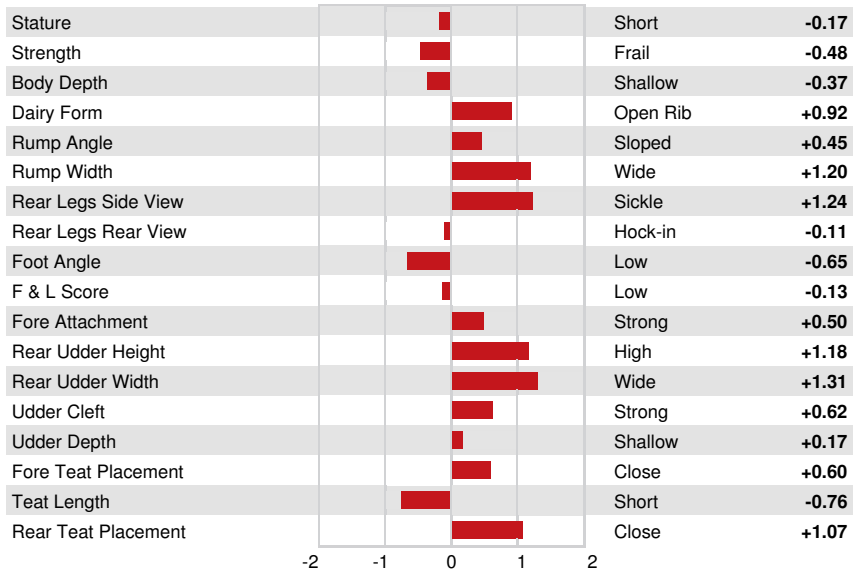 Stature Short -0.17
Strength Frail -0.48
Body Depth Shallow -0.37
Dairy Form Open Rib +0.92
Rump Angle Sloped +0.45
Rump Width Wide +1.20
Rear Legs Side View Sickle +1.24
Rear Legs Rear View Hock-in -0.11
Foot Angle Low -0.65
F & L Score Low -0.13
Fore Attachment Strong +0.50
Rear Udder Height High +1.18
Rear Udder Width Wide +1.31
Udder Cleft Strong +0.62
Udder Depth Shallow +0.17
Fore Teat Placement Close +0.60
Teat Length Short -0.76
Rear Teat Placement Close +1.07
-2 -1 0 1 2